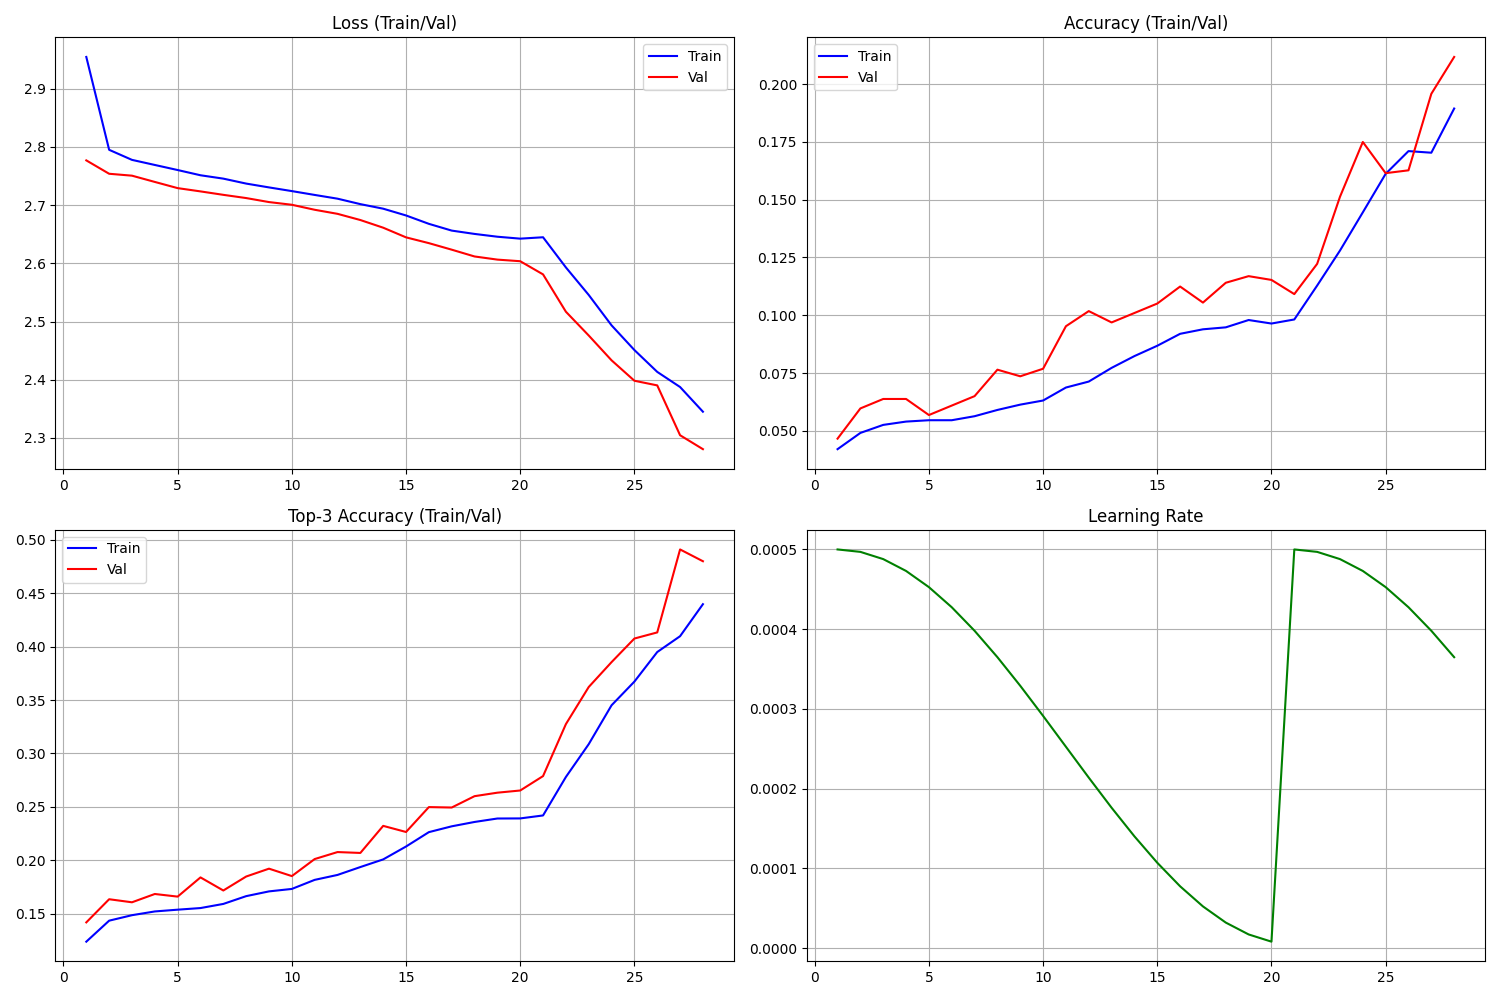 Loss (Train/Val)
Train
Val
2.9
2.8
2.7
2.6
2.5
2.4
2.3
0 5 10 15 20 25
Accuracy (Train/Val)
Train
Val
0.200
0.175
0.150
0.125
0.100
0.075
0.050
0 5 10 15 20 25
Top-3 Accuracy (Train/Val)
Train
Val
0.50
0.45
0.40
0.35
0.30
0.25
0.20
0.15
0 5 10 15 20 25
Learning Rate
0.0005
0.0004
0.0003
0.0002
0.0001
0.0000
0 5 10 15 20 25